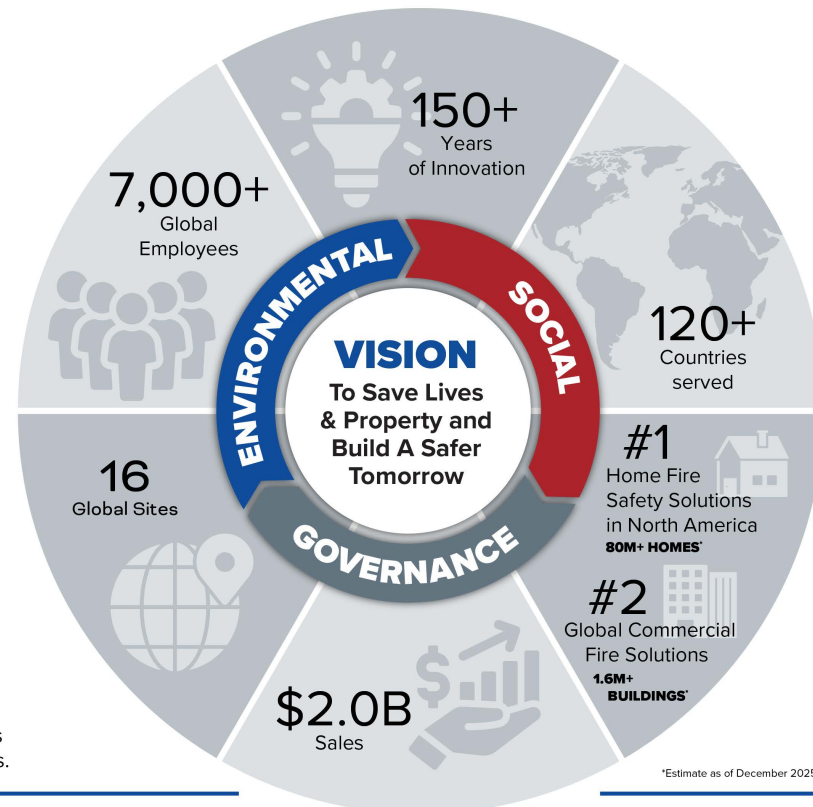 150+
Years
of Innovation
7,000+
Global
Employees
120+
Countries
served
ENVIRONMENTAL
SOCIAL
GOVERNANCE
VISION
To Save Lives
& Property and
Build A Safer
Tomorrow
16
Global Sites
#1
Home Fire
Safety Solutions
in North America
80M+ HOMES*
#2
Global Commercial
Fire Solutions
1.6M+
BUILDINGS*
$2.0B
Sales
*Estimate as of December 2025